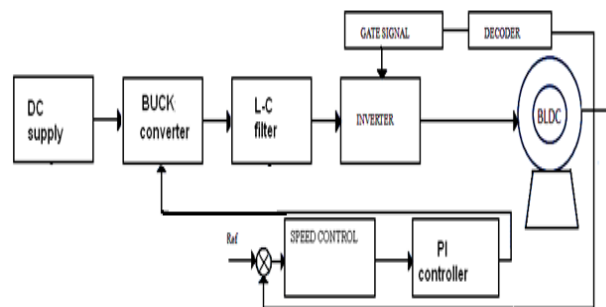 GATE SIGNAL
DECODER
DC
supply
BUCK
converter
L-C
filter
INVERTER
BLDC
Ref
SPEED CONTROL
PI
controller